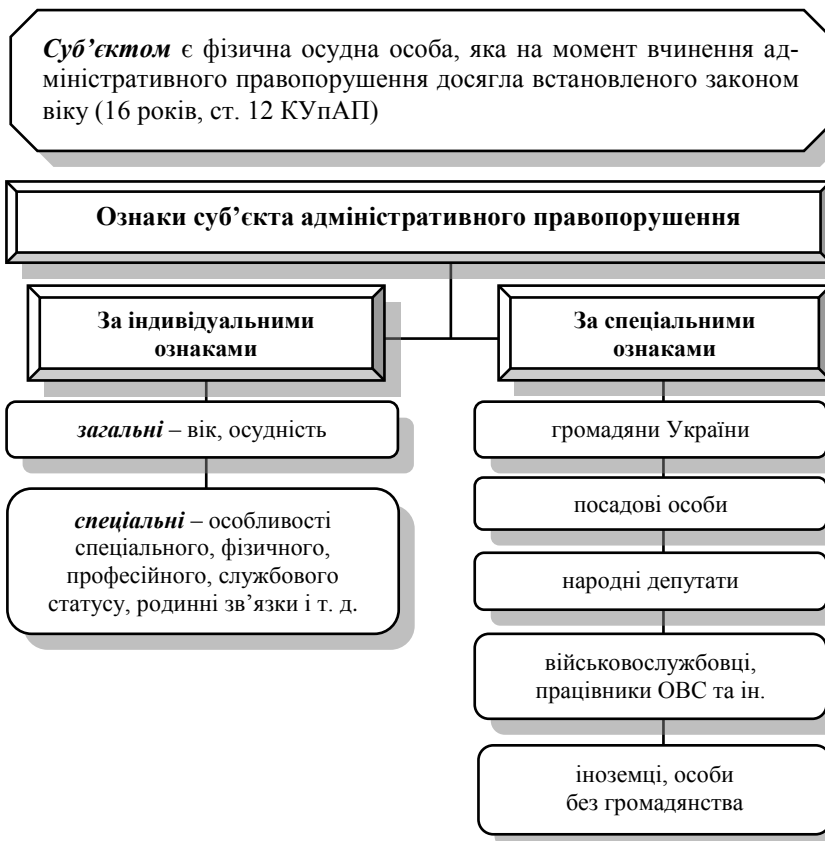 Суб’єктом є фізична осудна особа, яка на момент вчинення ад-
міністративного правопорушення досягла встановленого законом
віку (16 років, ст. 12 КУпАП)
Ознаки суб’єкта адміністративного правопорушення
За індивідуальними
ознаками
загальні – вік, осудність
спеціальні – особливості
спеціального, фізичного,
професійного, службового
статусу, родинні зв’язки і т. д.
За спеціальними
ознаками
громадяни України
посадові особи
народні депутати
військовослужбовці,
працівники ОВС та ін.
іноземці, особи
без громадянства